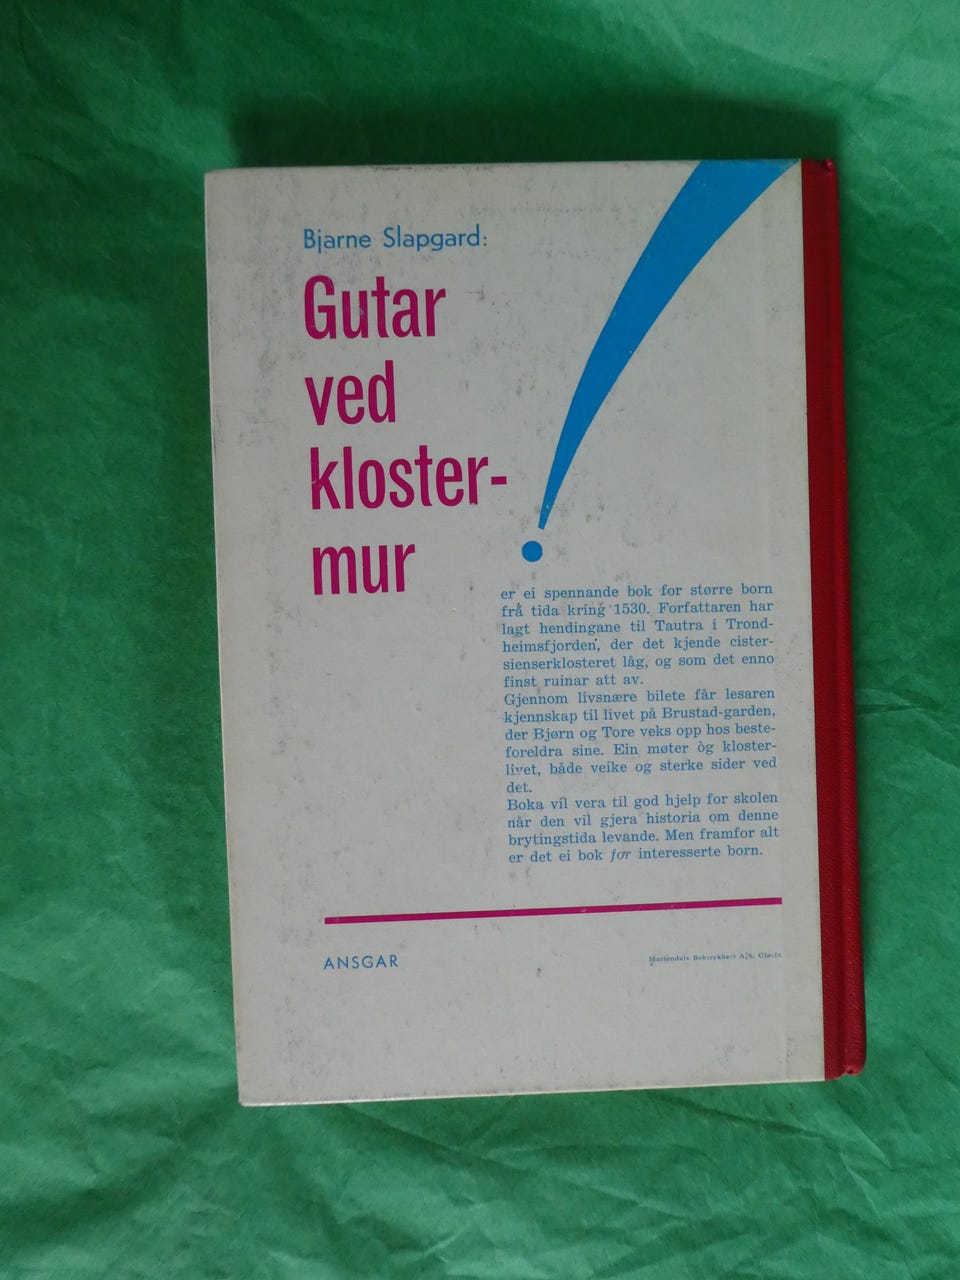 Bjarne Slapgard:
Gutar
ved
kloster-
mur
er ei spennande bok for større born
frå tida kring 1530. Forfattaren har
lagt hendingane til Tautra i Trond-
heimsfjorden, der det kjende cister-
sienserklosteret låg, og som det enno
finst ruinar att av.
Gjennom livsnære bilete får lesaren
kjennskap til livet på Brustad-garden,
der Bjørn og Tore veks opp hos beste-
foreldra sine. Ein møter òg kloster-
livet, både veike og sterke sider ved
det.
Boka vil vera til god hjelp for skolen
når den vil gjera historia om denne
brytingstida levande. Men framfor alt
er det ei bok for interesserte born.
ANSGAR
Mariendals Boktrykkeri A/s, Gjøvik